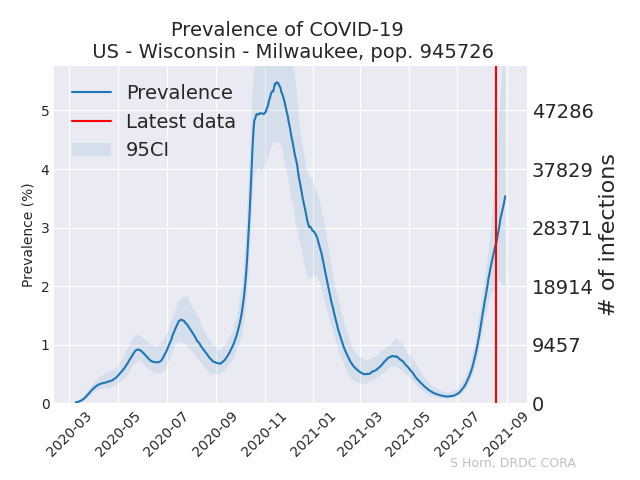 Prevalence of COVID-19
US - Wisconsin - Milwaukee, pop. 945726
Prevalence
Latest data
95CI
Prevalence (%)
5
4
3
2
1
0
47286
37829
28371
18914
9457
0
# of infections
2020-03
2020-05
2020-07
2020-09
2020-11
2021-01
2021-03
2021-05
2021-07
2021-09
S Horn, DRDC CORA